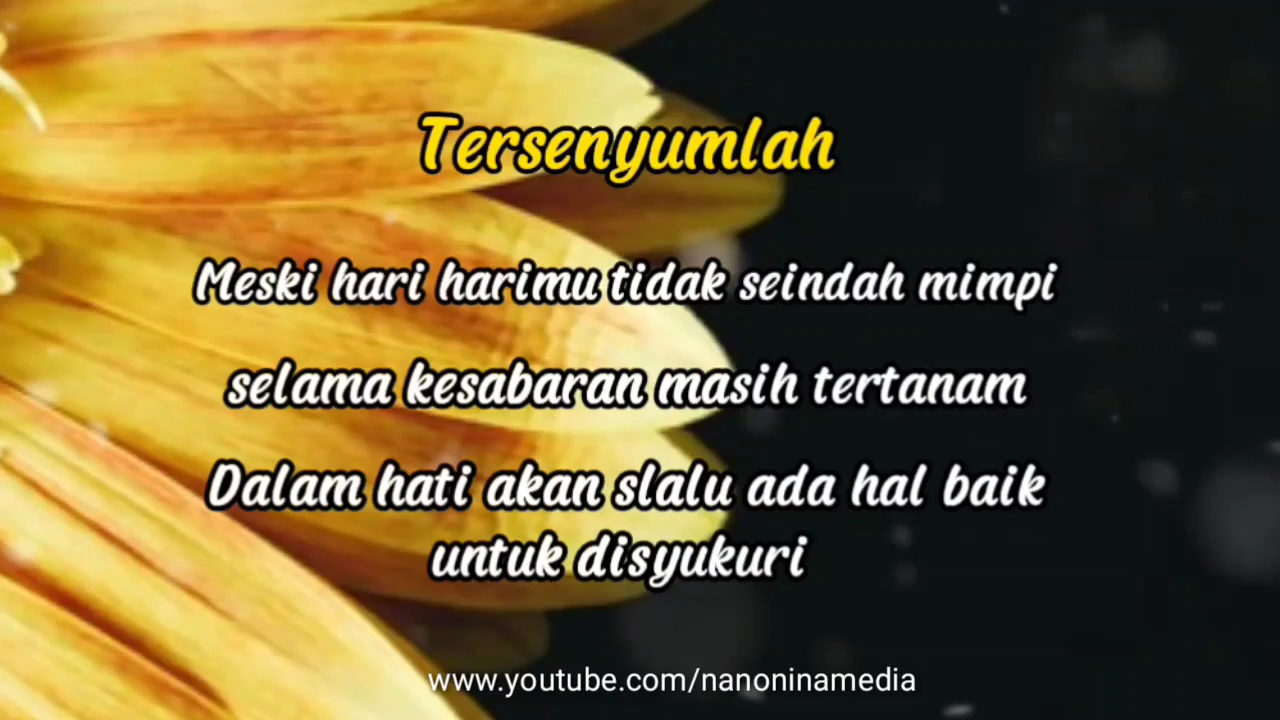 Tersenyumlah
Meski hari harimu tidak seindah mimpi
selama kesabaran masih tertanam
Dalam hati akan slalu ada hal baik
untuk disyukuri
www.youtube.com/nanoninamedia